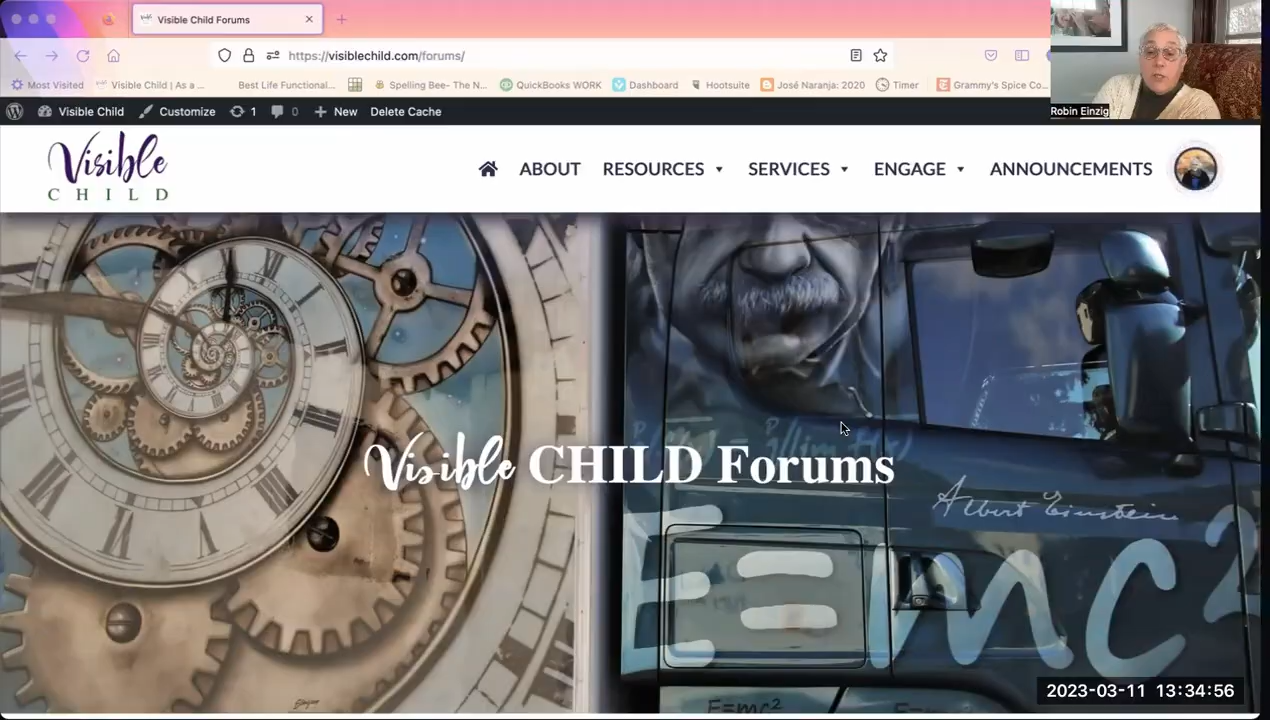 Visible Child Forums
https://visiblechild.com/forums/
Most Visited
Visible Child | As a ...
Best Life Functional...
Spelling Bee- The N...
QuickBooks WORK
Dashboard
Hootsuite
José Naranja: 2020
Timer
Grammy's Spice Co...
Robin Einzig
Visible Child
Customize
1
0
New
Delete Cache
Visible
CHILD
ABOUT
RESOURCES
SERVICES
ENGAGE
ANNOUNCEMENTS
Visible CHILD Forums
Albert Einstein
E=mc²
E=mc²
2023-03-11 13:34:56